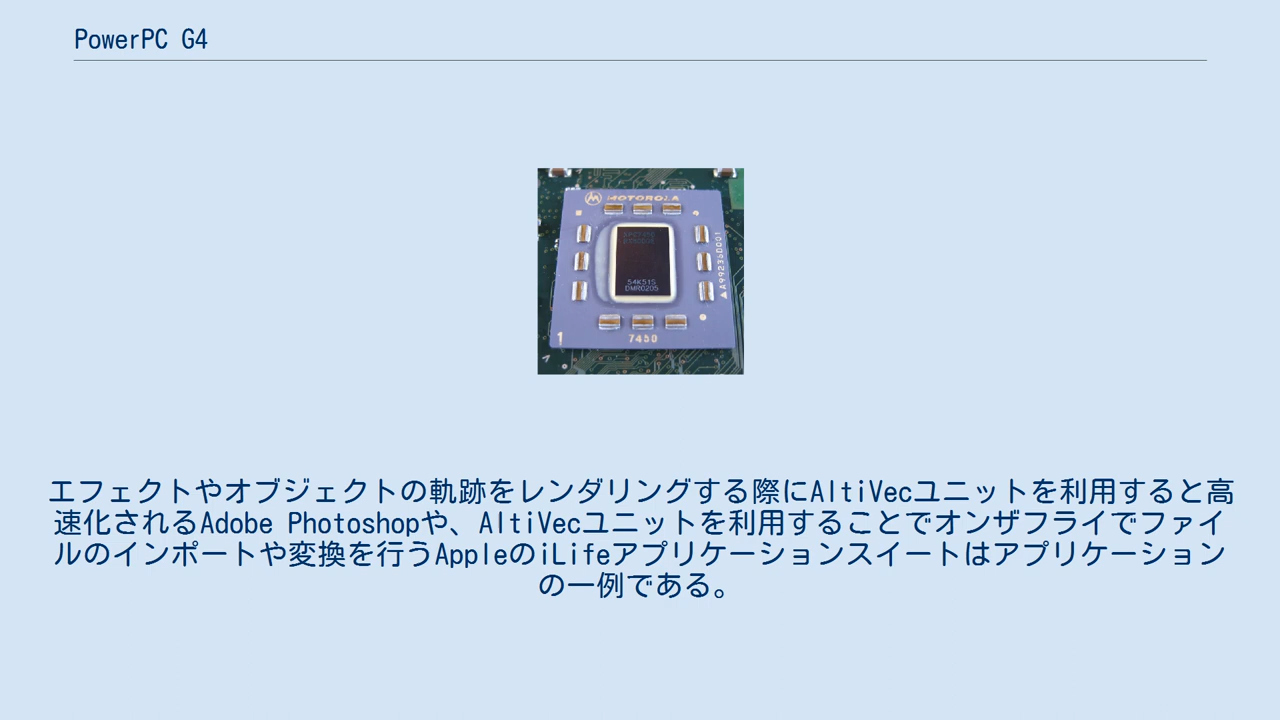 PowerPC G4
MOTOROLA
54K51S
DMR0205
7450
1
エフェクトやオブジェクトの軌跡をレンダリングする際にAltiVecユニットを利用すると高
速化されるAdobe Photoshopや、AltiVecユニットを利用することでオンザフライでファイ
ルのインポートや変換を行うAppleのiLifeアプリケーションスイートはアプリケーション
の一例である。